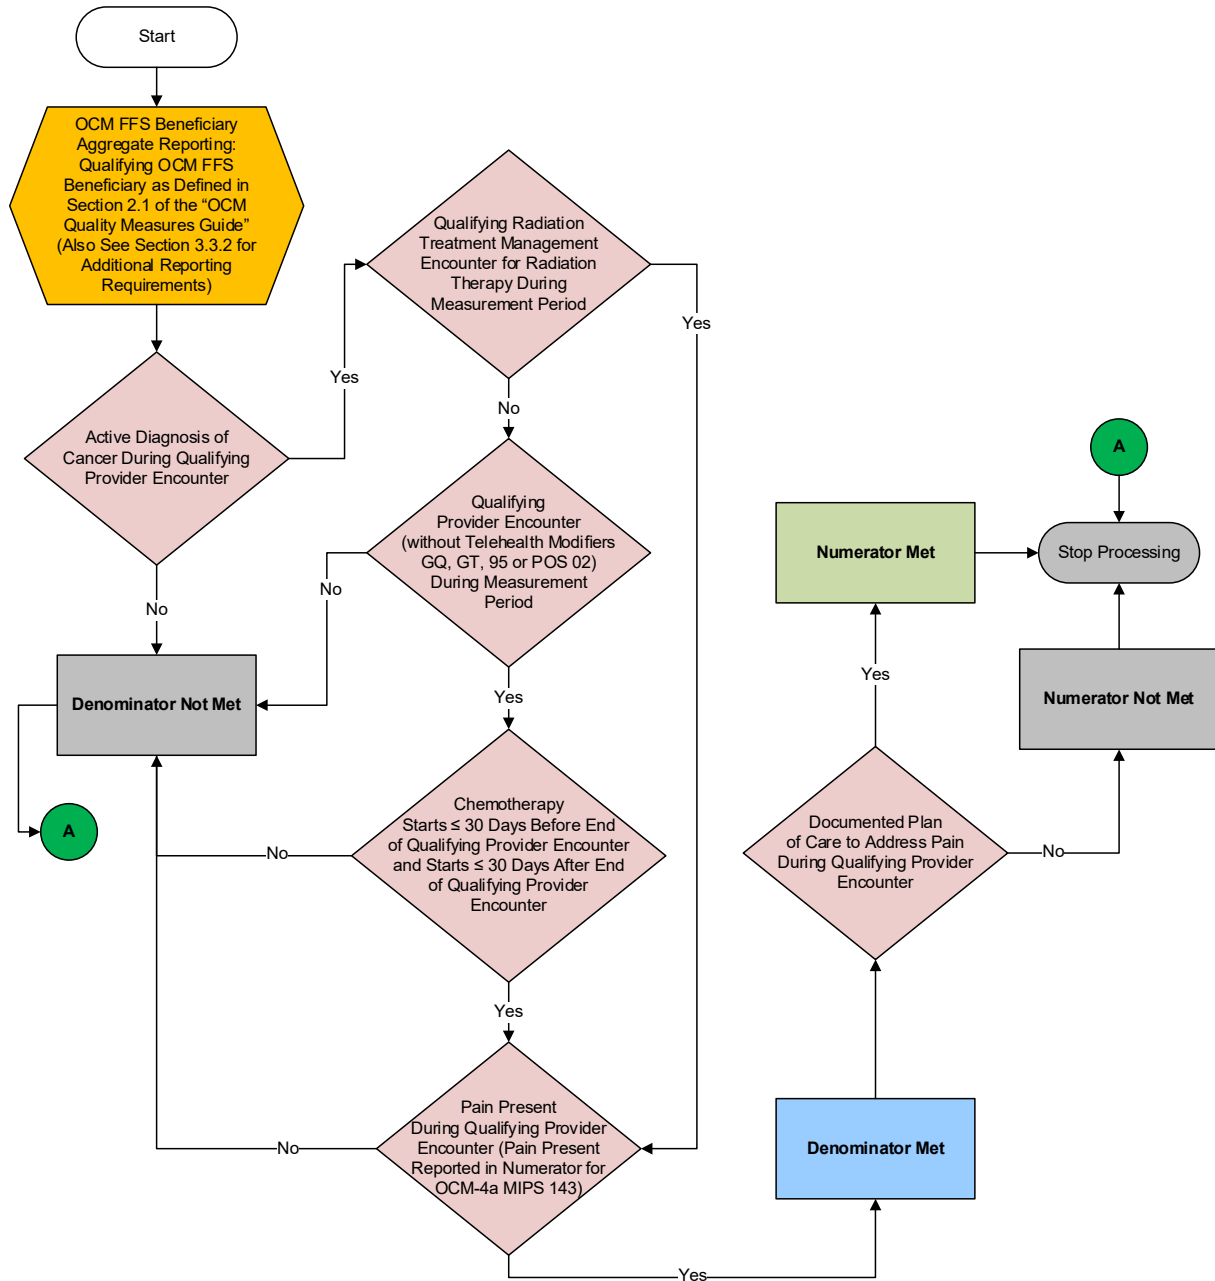 Start
OCM FFS Beneficiary
Aggregate Reporting:
Qualifying OCM FFS
Beneficiary as Defined in
Section 2.1 of the “OCM
Quality Measures Guide”
(Also See Section 3.3.2 for
Additional Reporting
Requirements)
Active Diagnosis of
Cancer During Qualifying
Provider Encounter
Yes
No
Denominator Not Met
A
Qualifying Radiation
Treatment Management
Encounter for Radiation
Therapy During
Measurement Period
Yes
No
Qualifying
Provider Encounter
(without Telehealth Modifiers
GQ, GT, 95 or POS 02)
During Measurement
Period
No
Yes
Chemotherapy
Starts ≤ 30 Days Before End
of Qualifying Provider Encounter
and Starts ≤ 30 Days After End
of Qualifying Provider
Encounter
No
Yes
Pain Present
During Qualifying Provider
Encounter (Pain Present
Reported in Numerator for
OCM-4a MIPS 143)
No
Yes
Denominator Met
Documented Plan
of Care to Address Pain
During Qualifying Provider
Encounter
Yes
No
Numerator Met
Numerator Not Met
Stop Processing
A